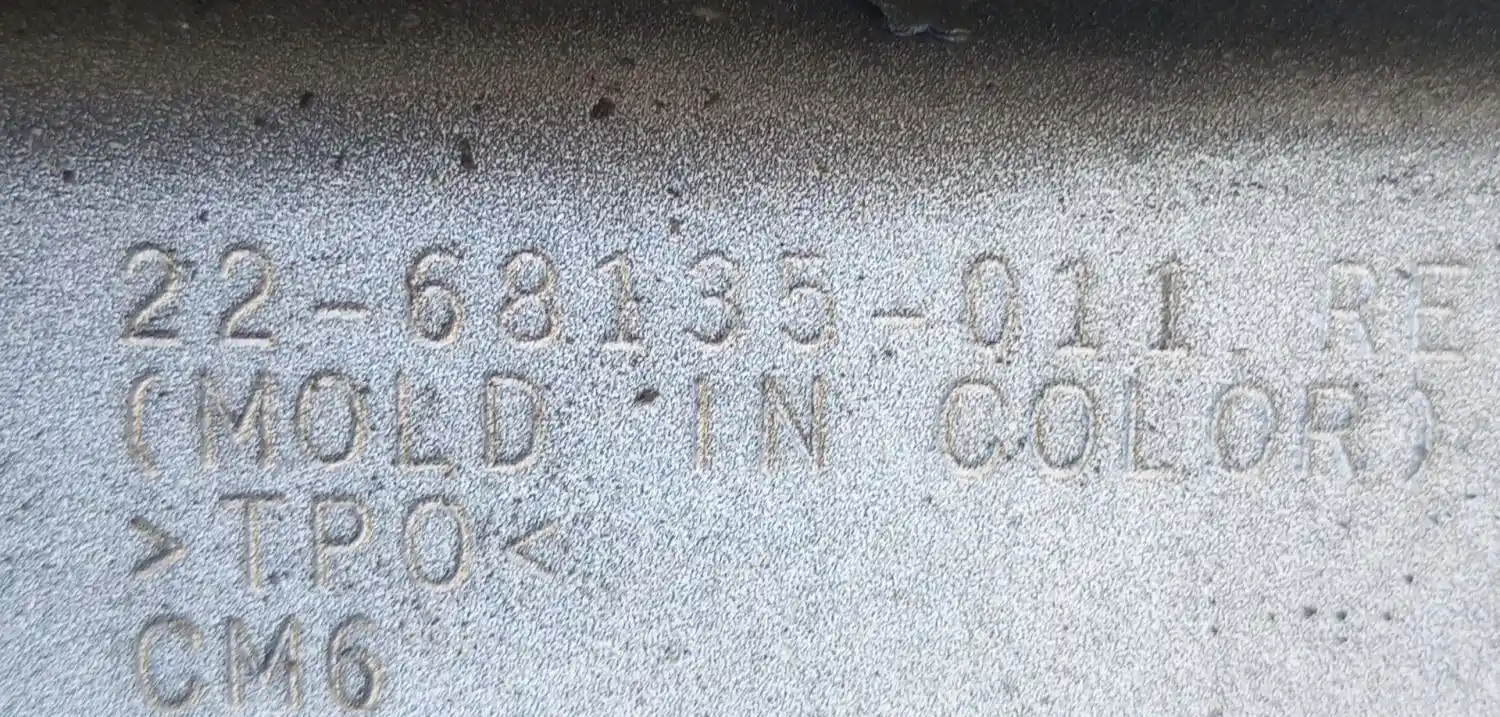 22-68135-011 RE
(MOLD IN COLOR)
>TPO<
CM6